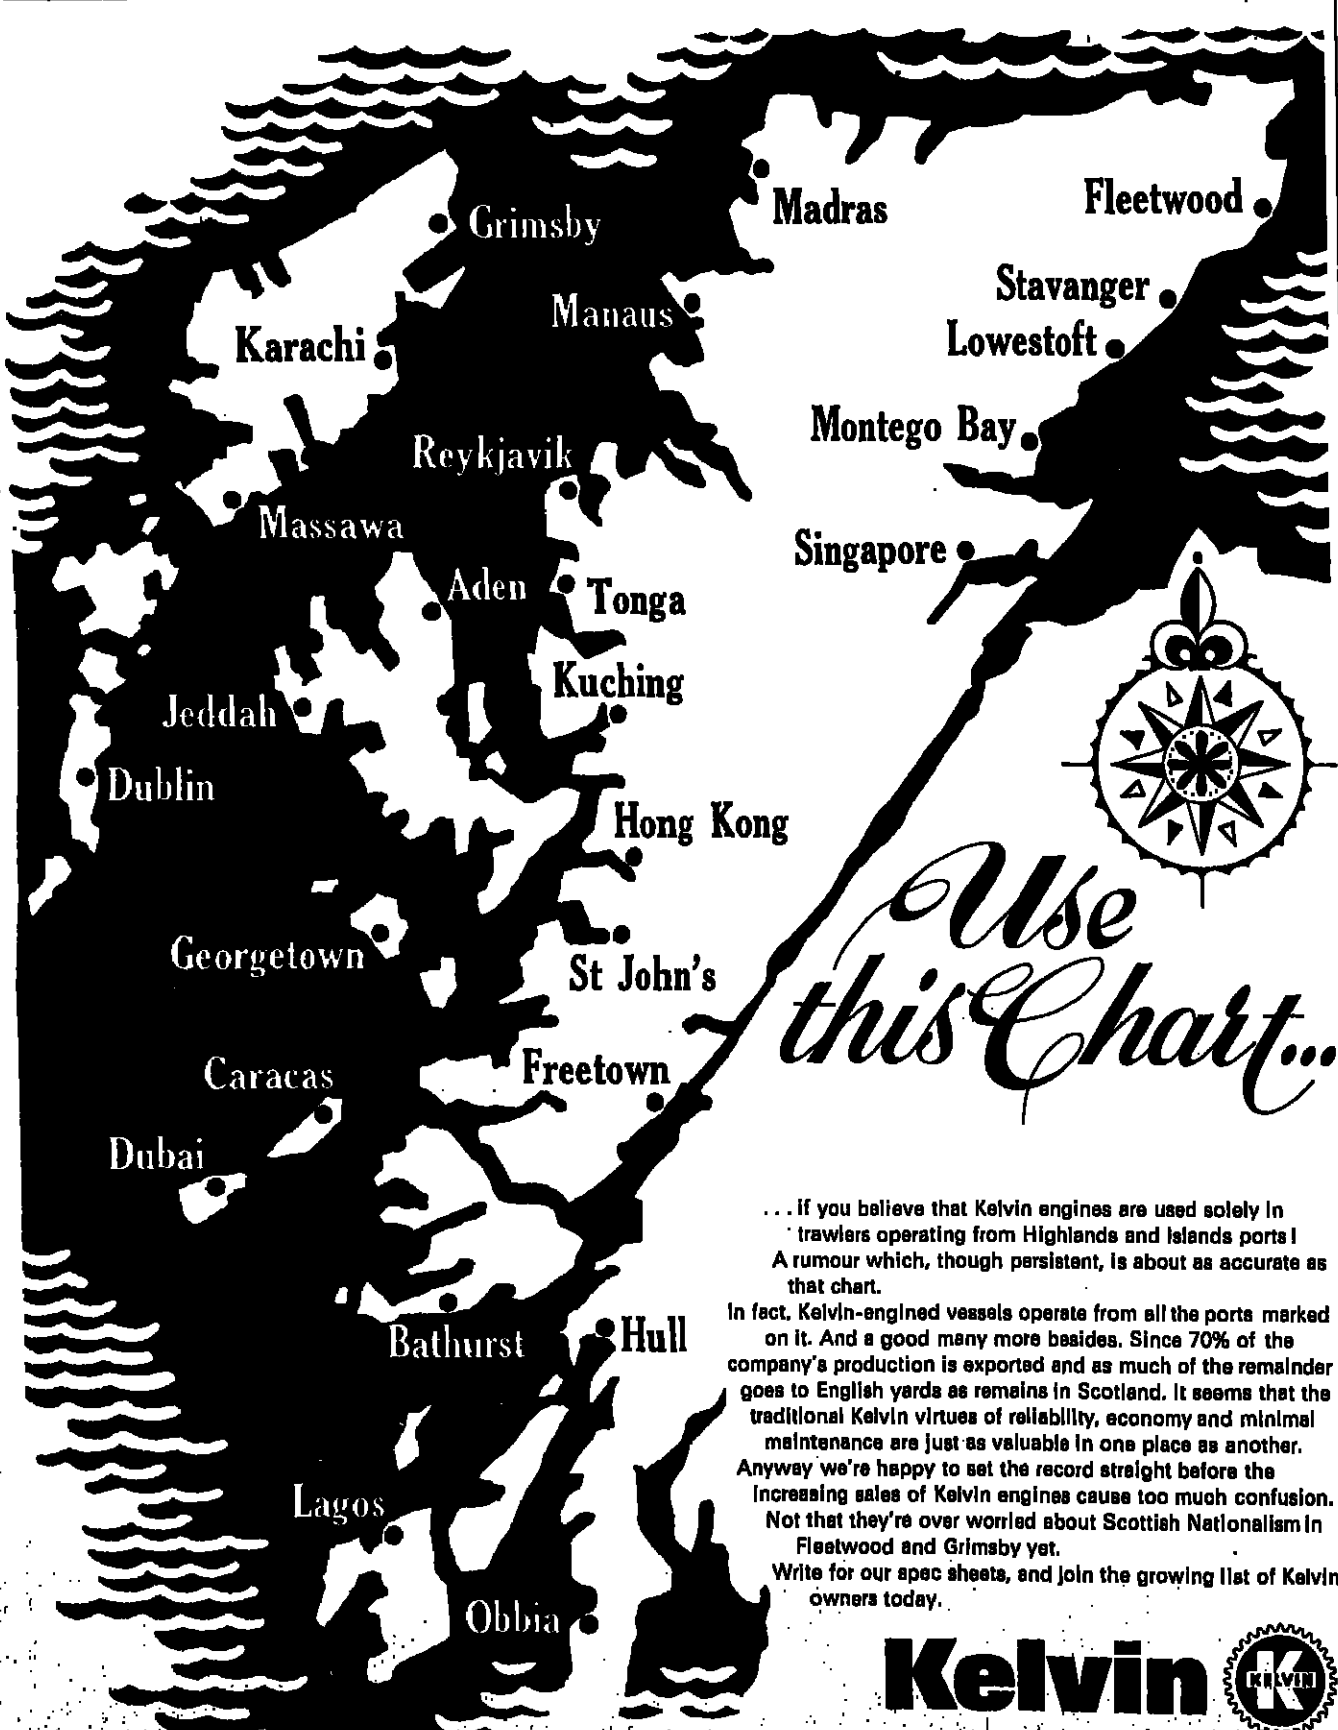 Grimsby
Madras
Fleetwood
Stavanger
Manaus
Lowestoft
Karachi
Montego Bay
Reykjavik
Massawa
Singapore
Aden
Tonga
Kuching
Jeddah
Dublin
Hong Kong
Georgetown
St John's
Use
this Chart...
Freetown
Caracas
Dubai
...if you believe that Kelvin engines are used solely in
trawlers operating from Highlands and Islands ports!
A rumour which, though persistent, is about as accurate as
that chart.
In fact, Kelvin-engined vessels operate from all the ports marked
on it. And a good many more besides. Since 70% of the
company's production is exported and as much of the remainder
goes to English yards as remains in Scotland. It seems that the
traditional Kelvin virtues of reliability, economy and minimal
maintenance are just as valuable in one place as another.
Anyway we're happy to set the record straight before the
increasing sales of Kelvin engines cause too much confusion.
Not that they're over worried about Scottish Nationalism in
Fleetwood and Grimsby yet.
Write for our spec sheets, and join the growing list of Kelvin
owners today.
Bathurst
Hull
Lagos
Obbia
Kelvin
K
KELVIN